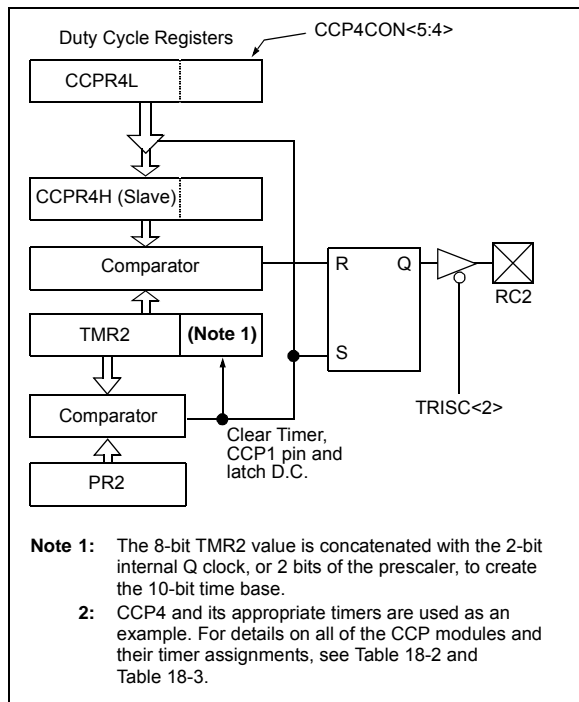 Duty Cycle Registers
CCP4CON<5:4>
CCPR4L
CCPR4H (Slave)
Comparator
R
Q
RC2
TMR2
(Note 1)
S
TRISC<2>
Comparator
Clear Timer,
CCP1 pin and
latch D.C.
PR2
Note 1: The 8-bit TMR2 value is concatenated with the 2-bit
internal Q clock, or 2 bits of the prescaler, to create
the 10-bit time base.
2: CCP4 and its appropriate timers are used as an
example. For details on all of the CCP modules and
their timer assignments, see Table 18-2 and
Table 18-3.